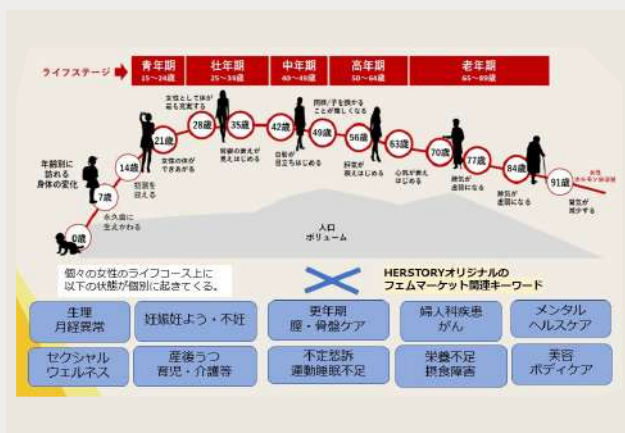 ライフステージ
青年期
15〜24歳
壮年期
25〜39歳
中年期
40〜49歳
高年期
50〜64歳
老年期
65〜89歳
年齢別に
訪れる
身体の変化
0歳
7歳
永久歯に
生えかわる
14歳
初潮を
迎える
21歳
女性の体が
できあがる
28歳
女性として体が
最も充実する
35歳
見えはじめる
42歳
白髪が
目立ちはじめる
49歳
閉経/子を授かる
ことが難しくなる
56歳
肝気が
衰えはじめる
63歳
心気が衰え
はじめる
70歳
脾気が
虚弱になる
77歳
肺気が
虚弱になる
84歳
91歳
減少する
人口
ボリューム
個々の女性のライフコース上に
以下の状態が個別に起きてくる。
HERSTORYオリジナルの
フェムマーケット関連キーワード
生理
月経異常
妊娠妊よう・不妊
更年期
膣・骨盤ケア
婦人科疾患
がん
メンタル
ヘルスケア
セクシャル
ウェルネス
産後うつ
育児・介護等
不定愁訴
運動睡眠不足
栄養不足
摂食障害
美容
ボディケア